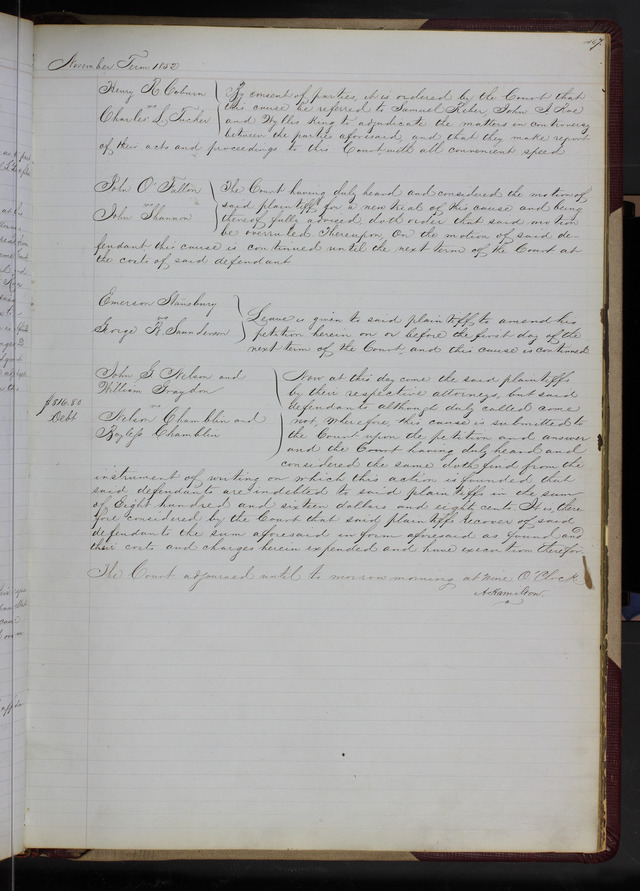 November Term 1852
Henry R Coburn
vs
Charles L Tucker
By consent of parties, it is ordered by the Court that
this cause be referred to Samuel Reber, John
and Wyllys King to adjudicate the matters in controversy
between the parties aforesaid, and that they make report
of their acts and proceedings to this Court with all convenient speed
John O'Fallon
vs
John Shannon
The Court having duly heard and considered the motion of
said plaintiff for a new trial of this cause and being
thereof fully advised doth order that said motion
be overruled Thereupon, On the motion of said de-
fendant this cause is continued until the next term of the Court at
the costs of said defendant
Emerson Stansbury
vs
George R. Saunderson
Leave is given to said plaintiff to amend his
petition herein on or before the first day of the
next term of the Court, and this cause is continued
$816.80
Debt
John G Nelson and
William Graydon
vs
Nelson Chamblin and
Bayless Chamblin
Now at this day come the said plaintiffs
by their respective attorneys, but said
defendants although duly called come
not, Wherefore, this cause is submitted to
the Court upon the petition and answer
and the Court having duly heard and
considered the same doth find from the
instrument of writing on which this action is founded that
said defendants are indebted to said plaintiffs in the sum
of Eight hundred and sixteen dollars and eighty cents. It is, there
fore considered by the Court that said plaintiffs recover of said
defendants the sum aforesaid in form aforesaid as found and
their costs and charges herein expended and have execution therefor
The Court adjourned until to morrow morning at nine O'Clock
A Hamilton